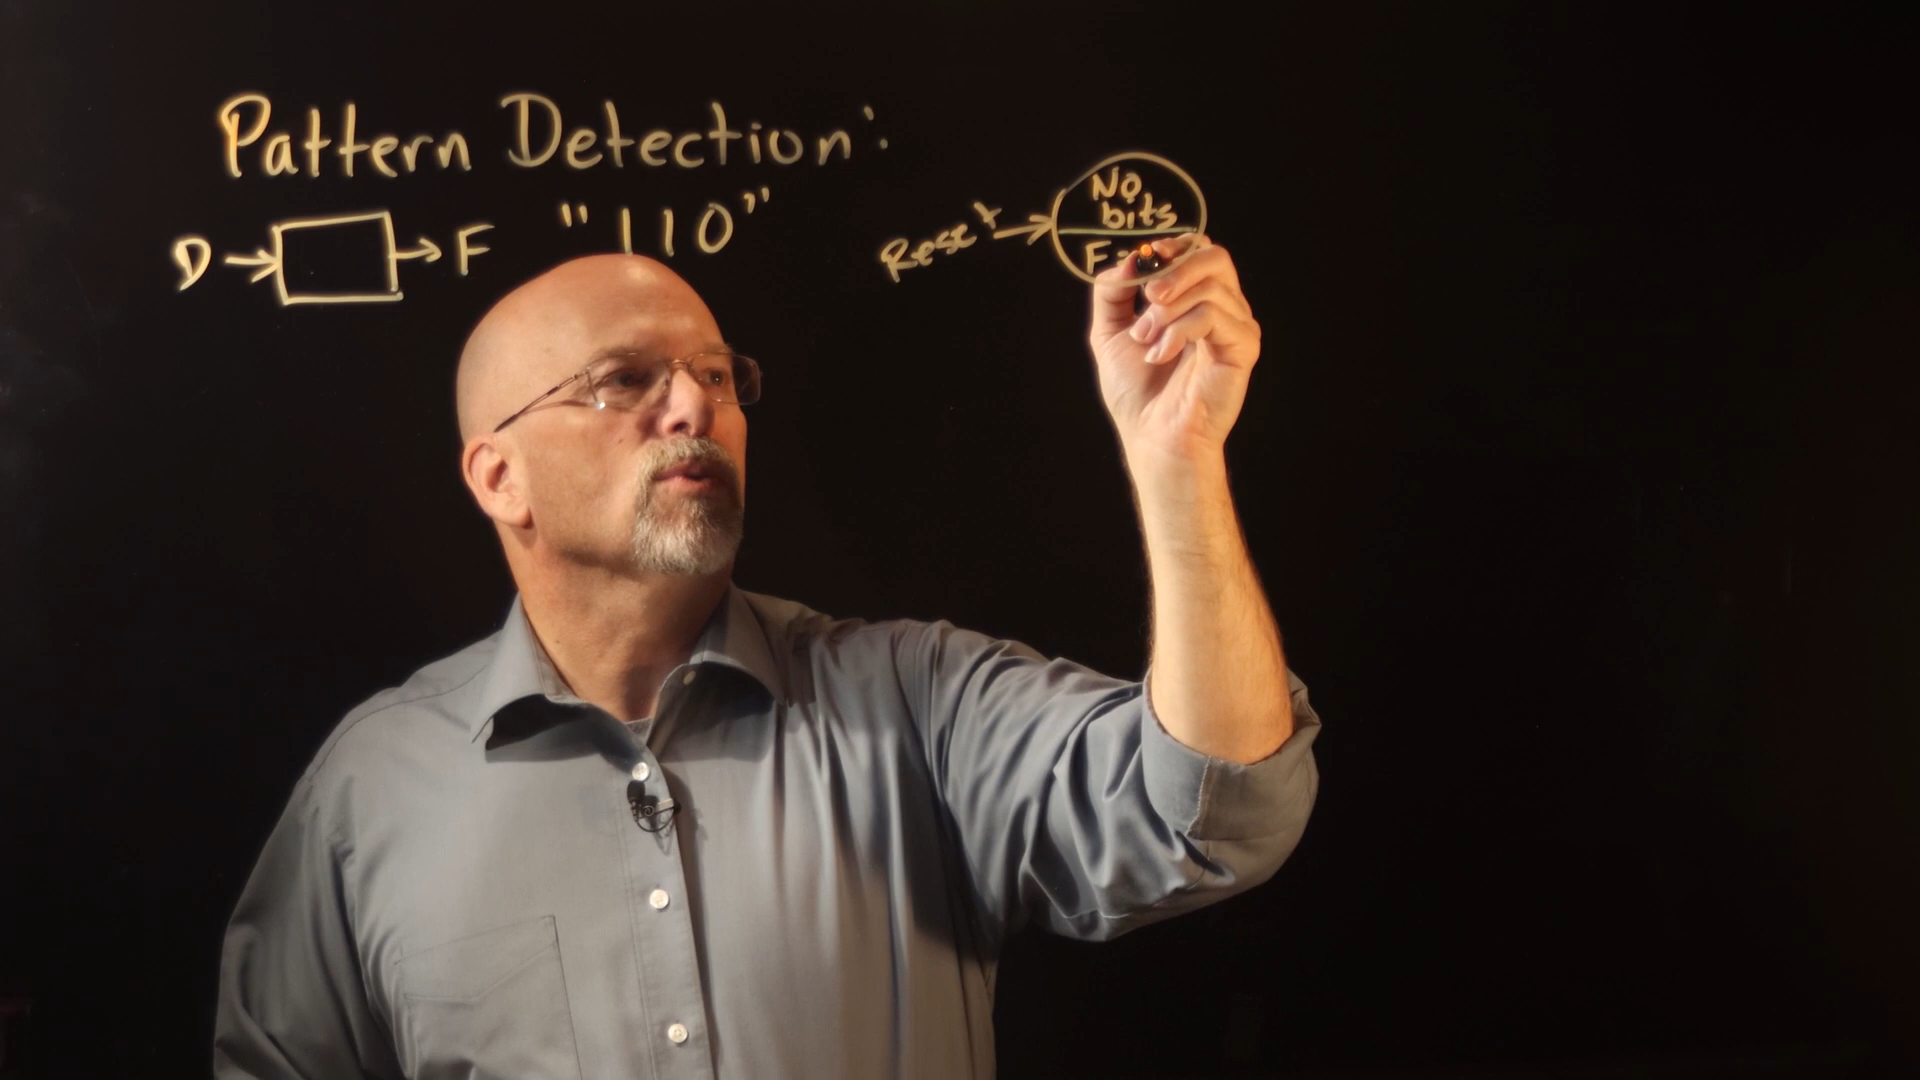 Pattern Detection:
D F "110"
Reset
No
bits
F=